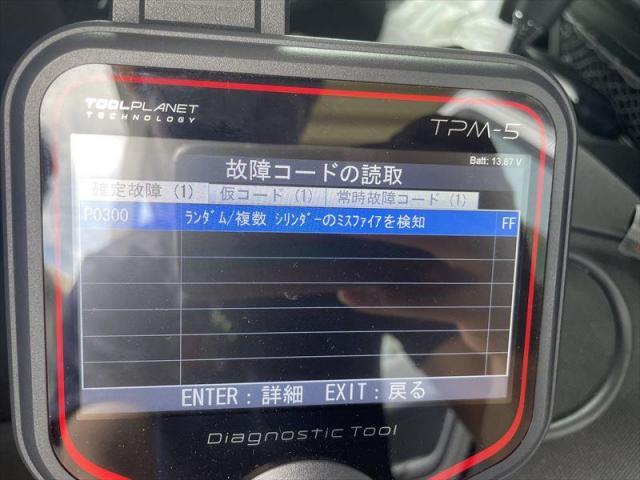 TOOLPLANET
TECHNOLOGY
TPM-5
Batt: 13.87 V
故障コードの読取
確定故障 (1) 仮コード (1) 常時故障コード (1)
P0300 ﾗﾝﾀﾞﾑ/複数 ｼﾘﾝﾀﾞｰのﾐｽﾌｧｲｱを検知 FF
ENTER : 詳細 EXIT : 戻る
Diagnostic Tool